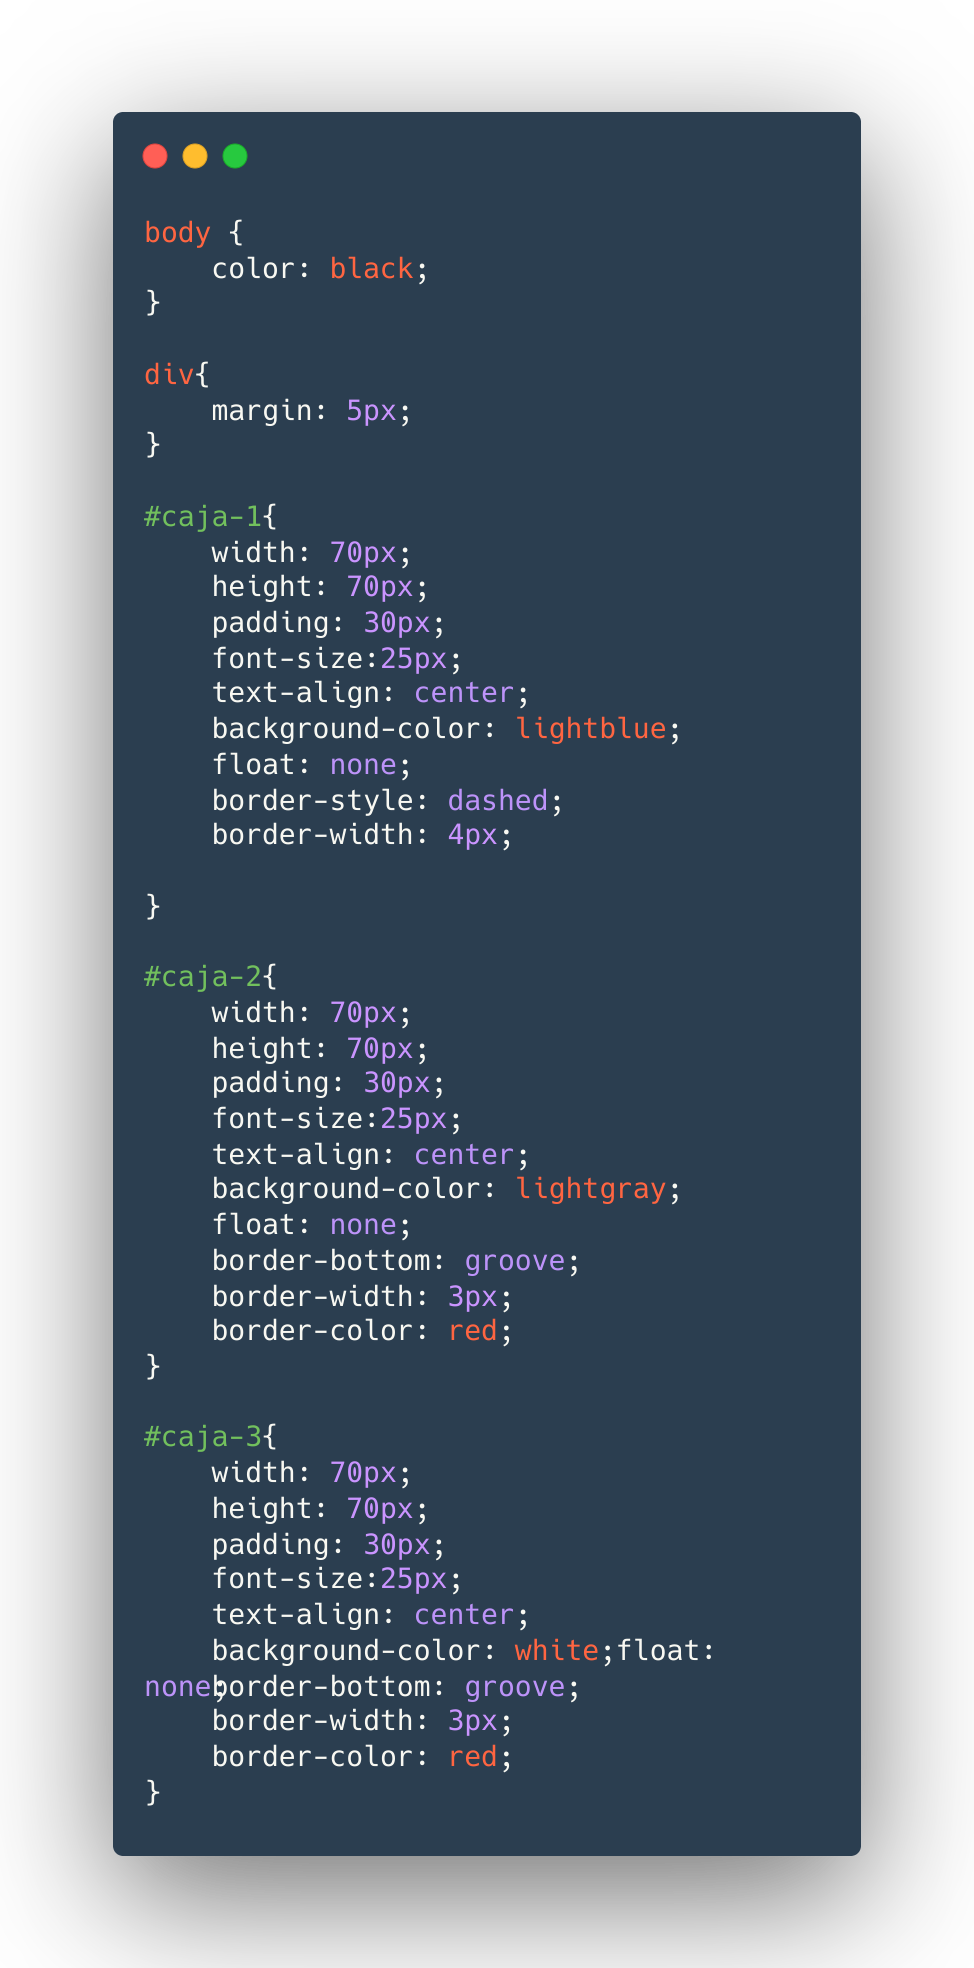 body {
    color: black;
}

div{
    margin: 5px;
}

#caja-1{
    width: 70px;
    height: 70px;
    padding: 30px;
    font-size:25px;
    text-align: center;
    background-color: lightblue;
    float: none;
    border-style: dashed;
    border-width: 4px;

}

#caja-2{
    width: 70px;
    height: 70px;
    padding: 30px;
    font-size:25px;
    text-align: center;
    background-color: lightgray;
    float: none;
    border-bottom: groove;
    border-width: 3px;
    border-color: red;
}

#caja-3{
    width: 70px;
    height: 70px;
    padding: 30px;
    font-size:25px;
    text-align: center;
    background-color: white;float:
none;border-bottom: groove;
    border-width: 3px;
    border-color: red;
}